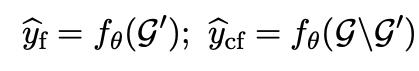 ŷ_f = f_θ(𝒢′); ŷ_cf = f_θ(𝒢\𝒢′)